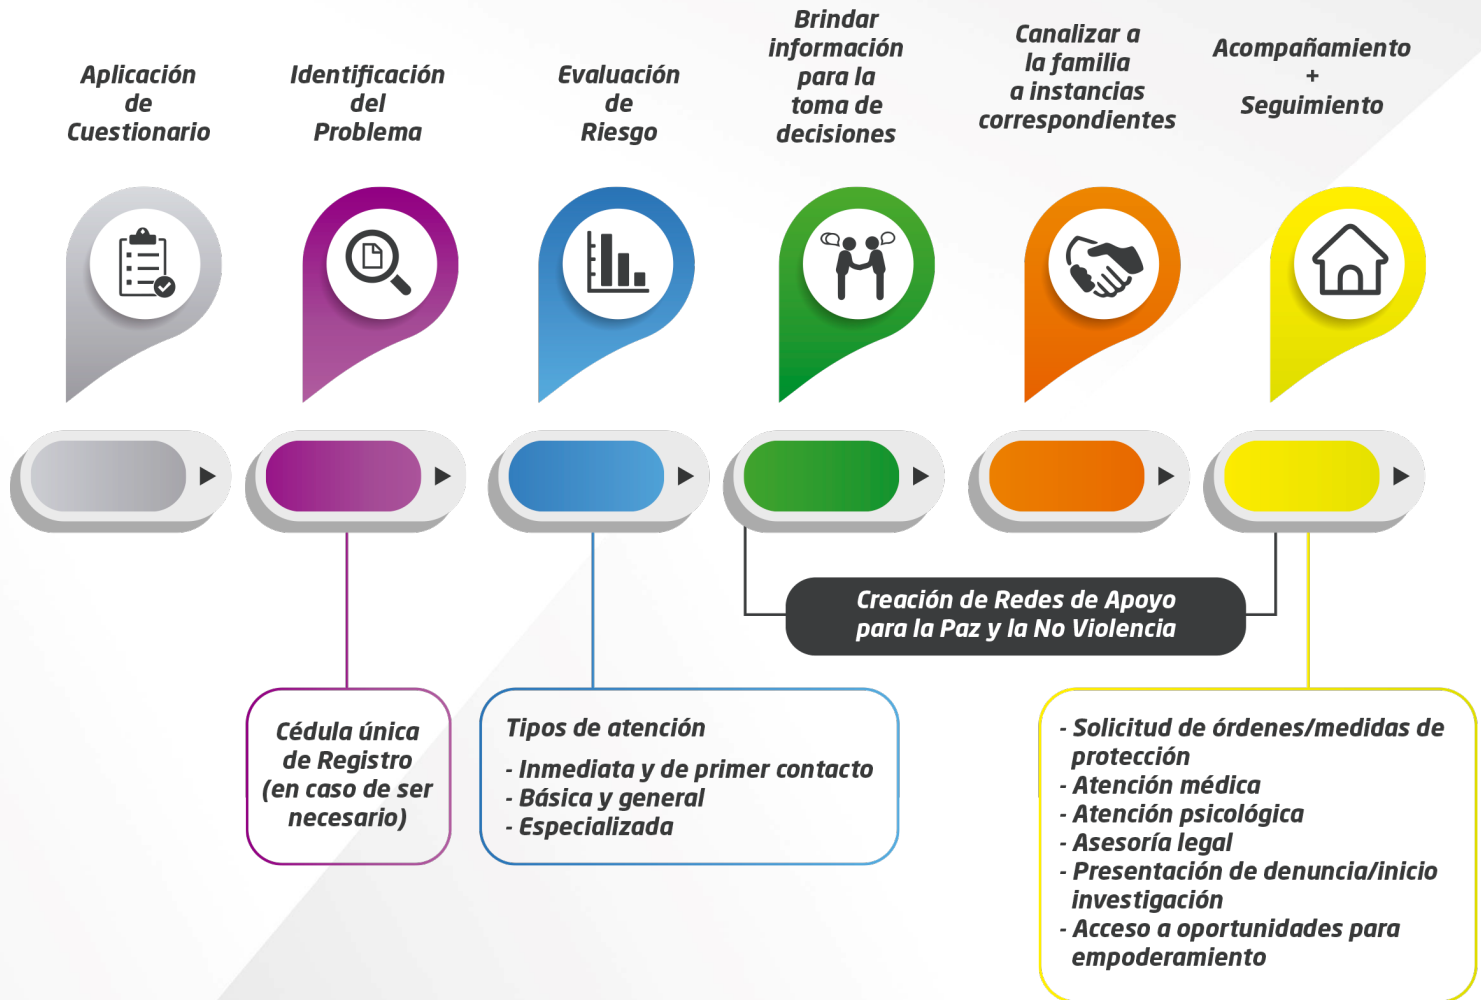 Aplicación
de
Cuestionario
Identificación
del
Problema
Evaluación
de
Riesgo
Brindar
información
para la
toma de
decisiones
Canalizar a
la familia
a instancias
correspondientes
Acompañamiento
+
Seguimiento
Creación de Redes de Apoyo
para la Paz y la No Violencia
Cédula única
de Registro
(en caso de ser
necesario)
Tipos de atención
- Inmediata y de primer contacto
- Básica y general
- Especializada
- Solicitud de órdenes/medidas de
protección
- Atención médica
- Atención psicológica
- Asesoría legal
- Presentación de denuncia/inicio
investigación
- Acceso a oportunidades para
empoderamiento